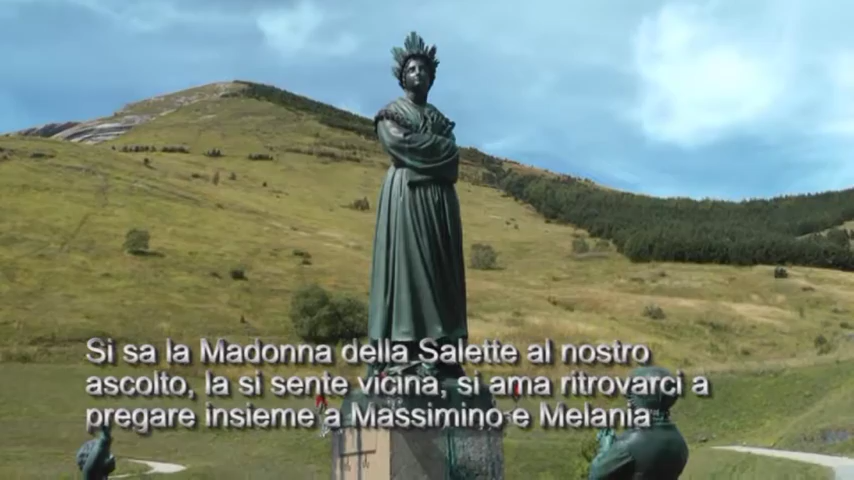 Si sa la Madonna della Salette al nostro
ascolto, la si sente vicina, si ama ritrovarci a
pregare insieme a Massimino e Melania